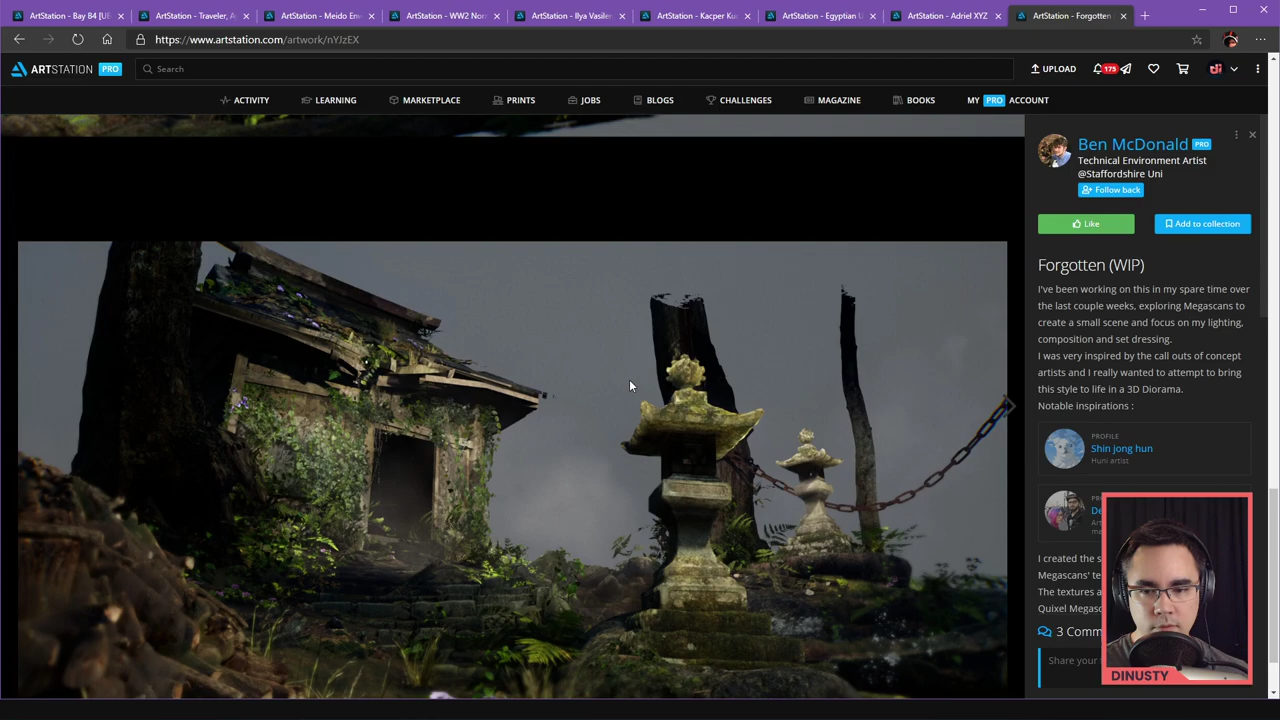 ArtStation - Bay B4 [UE
ArtStation - Traveler, A
ArtStation - Meido Env
ArtStation - WW2 Nor
ArtStation - Ilya Vasilev
ArtStation - Kacper Ku
ArtStation - Egyptian U
ArtStation - Adriel XYZ
ArtStation - Forgotten
https://www.artstation.com/artwork/nYJzEX
ARTSTATION PRO
Search
UPLOAD
175
ACTIVITY
LEARNING
MARKETPLACE
PRINTS
JOBS
BLOGS
CHALLENGES
MAGAZINE
BOOKS
MY PRO ACCOUNT
Ben McDonald PRO
Technical Environment Artist
@Staffordshire Uni
Follow back
Like
Add to collection
Forgotten (WIP)
I've been working on this in my spare time over
the last couple weeks, exploring Megascans to
create a small scene and focus on my lighting,
composition and set dressing.
I was very inspired by the call outs of concept
artists and I really wanted to attempt to bring
this style to life in a 3D Diorama.
Notable inspirations :
PROFILE
Shin jong hun
Huni artist
I created the s
Megascans' te
The textures a
Quixel Megasc
3 Comm
Share your
DINUSTY